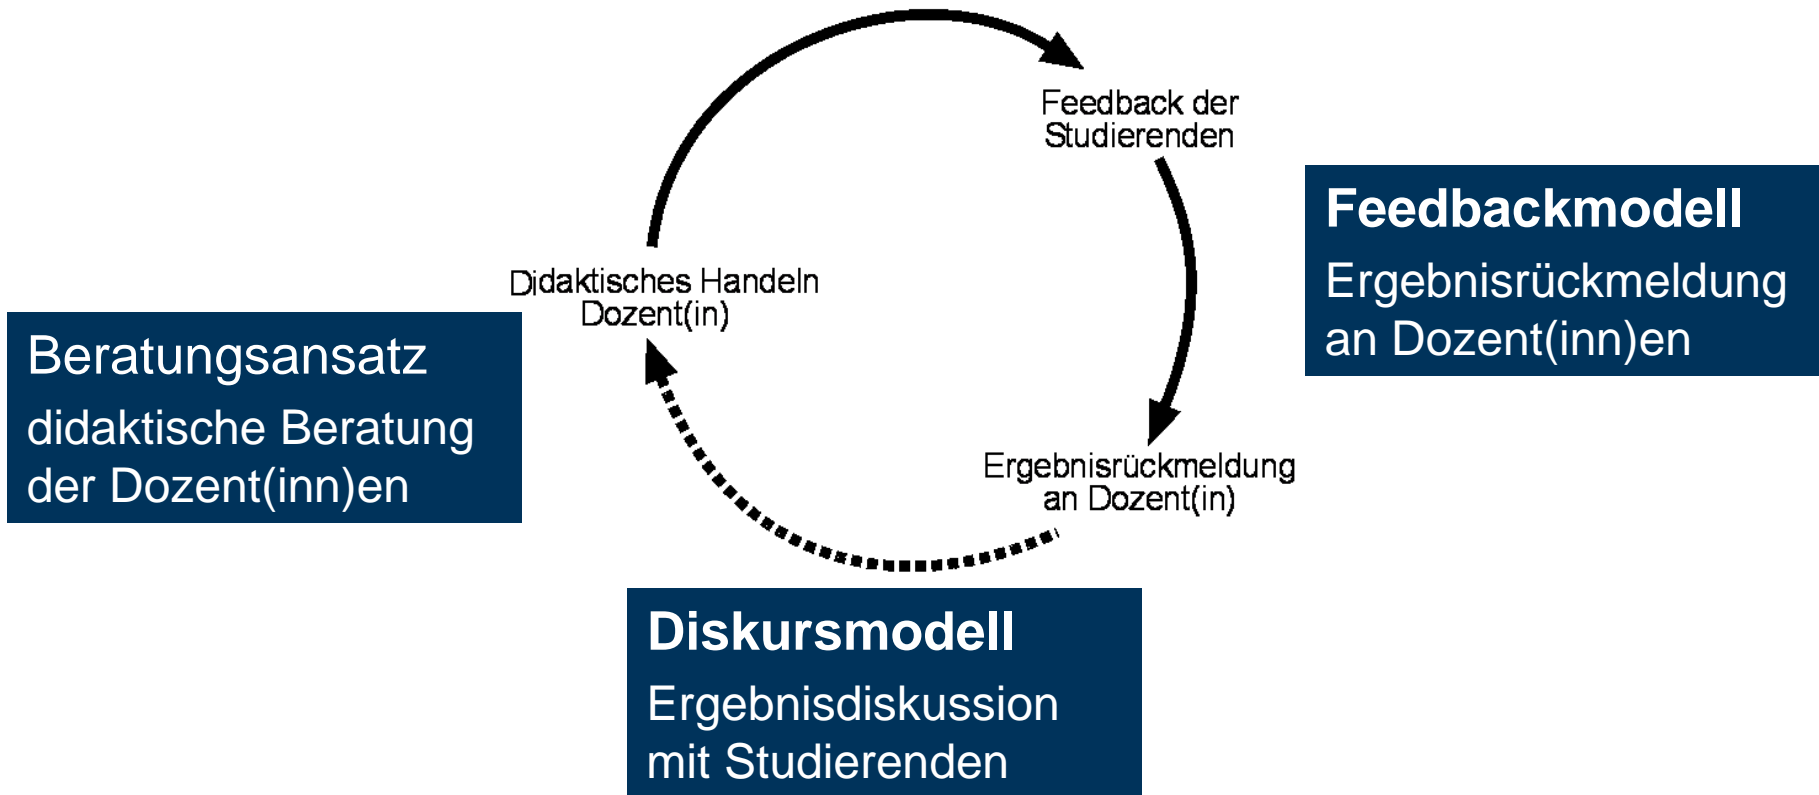 Feedback der
Studierenden
Feedbackmodell
Ergebnisrückmeldung
an Dozent(inn)en
Didaktisches Handeln
Dozent(in)
Beratungsansatz
didaktische Beratung
der Dozent(inn)en
Ergebnisrückmeldung
an Dozent(in)
Diskursmodell
Ergebnisdiskussion
mit Studierenden